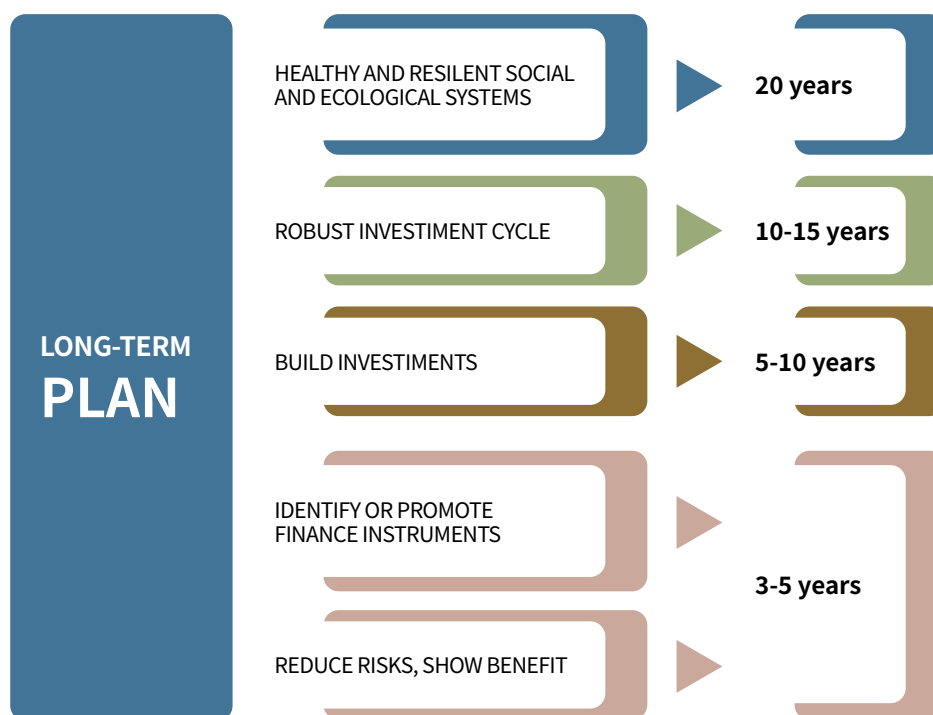 LONG-TERM
PLAN
HEALTHY AND RESILENT SOCIAL
AND ECOLOGICAL SYSTEMS
20 years
ROBUST INVESTIMENT CYCLE
10-15 years
BUILD INVESTIMENTS
5-10 years
IDENTIFY OR PROMOTE
FINANCE INSTRUMENTS
3-5 years
REDUCE RISKS, SHOW BENEFIT